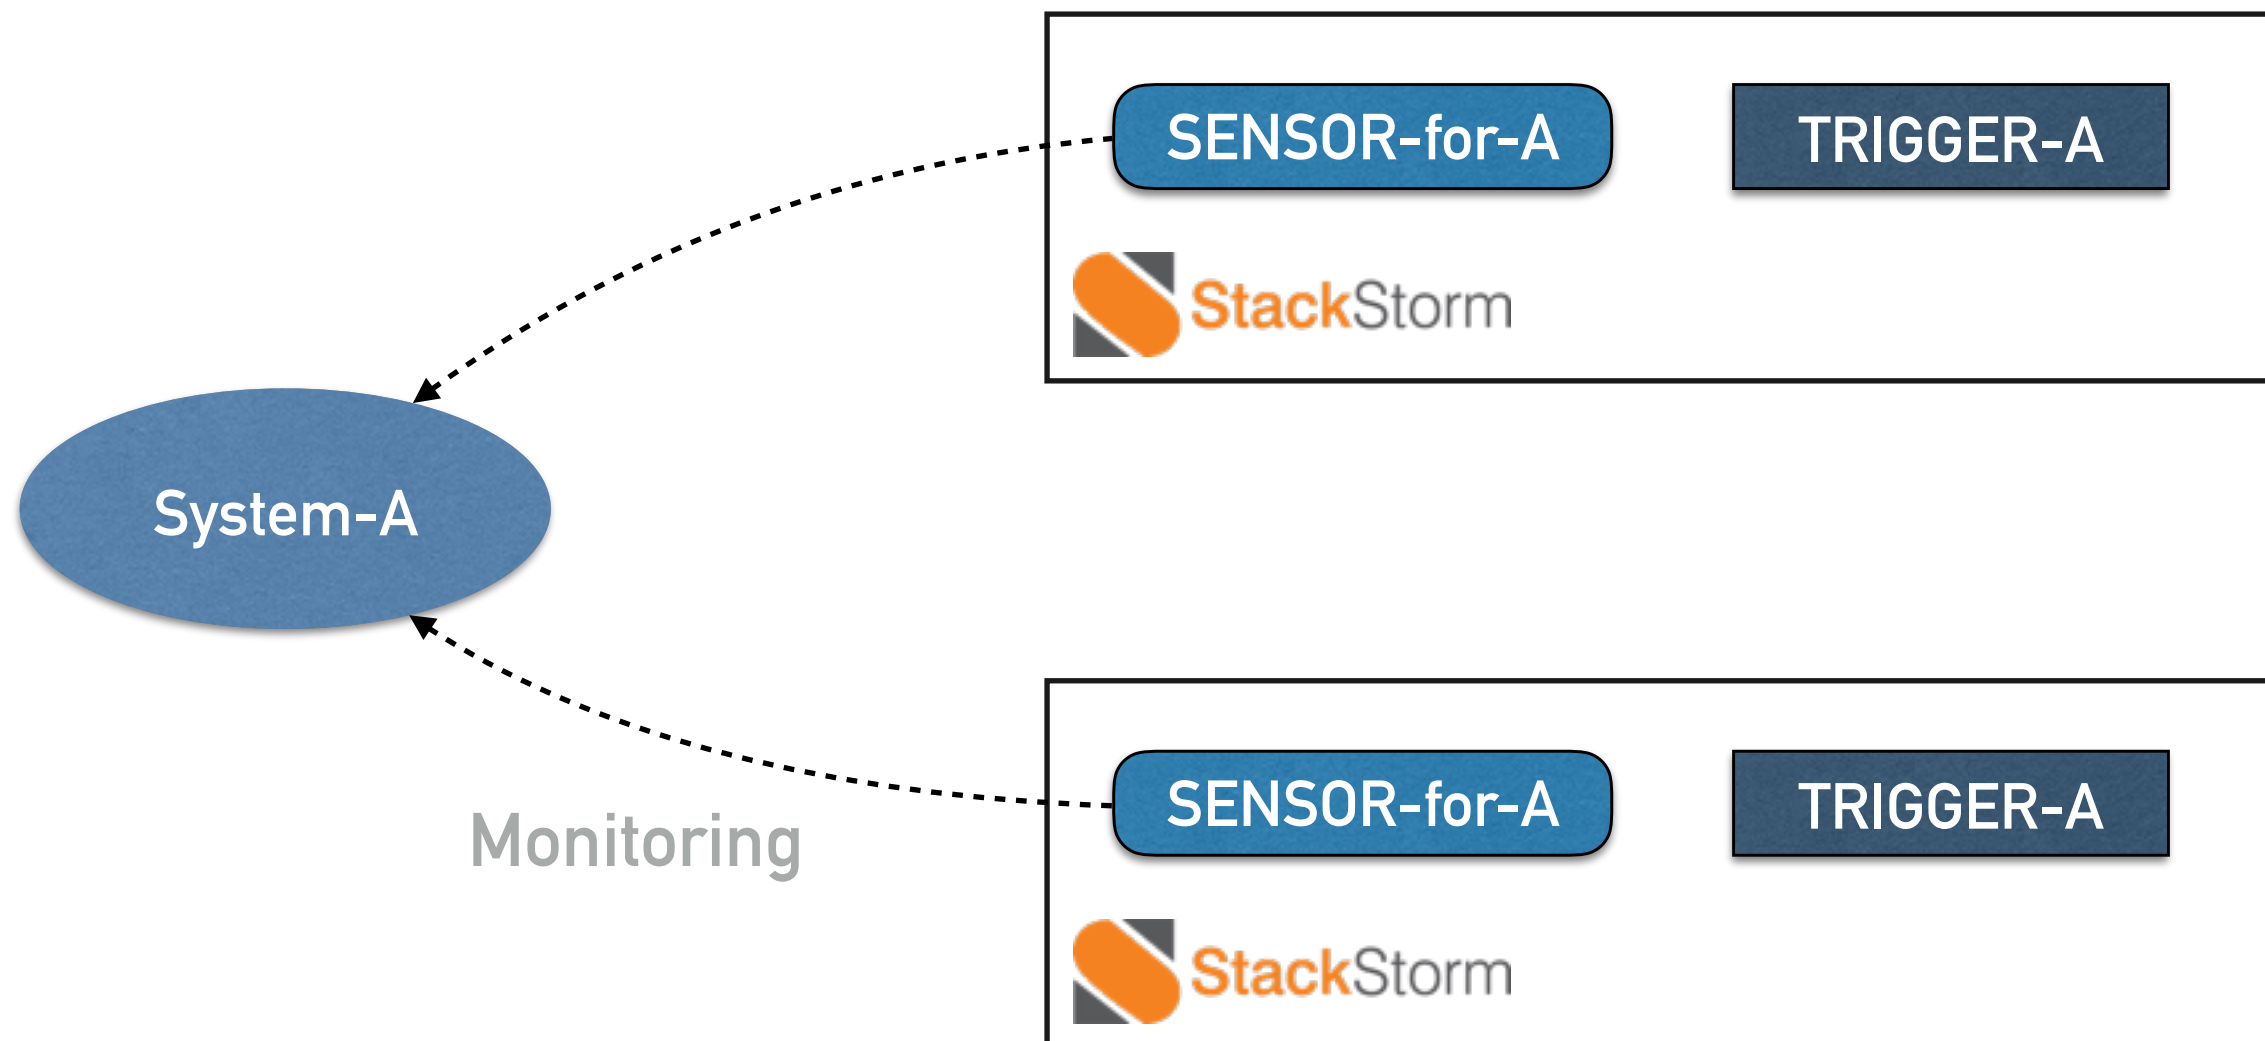 SENSOR-for-A
TRIGGER-A
StackStorm
System-A
Monitoring
SENSOR-for-A
TRIGGER-A
StackStorm